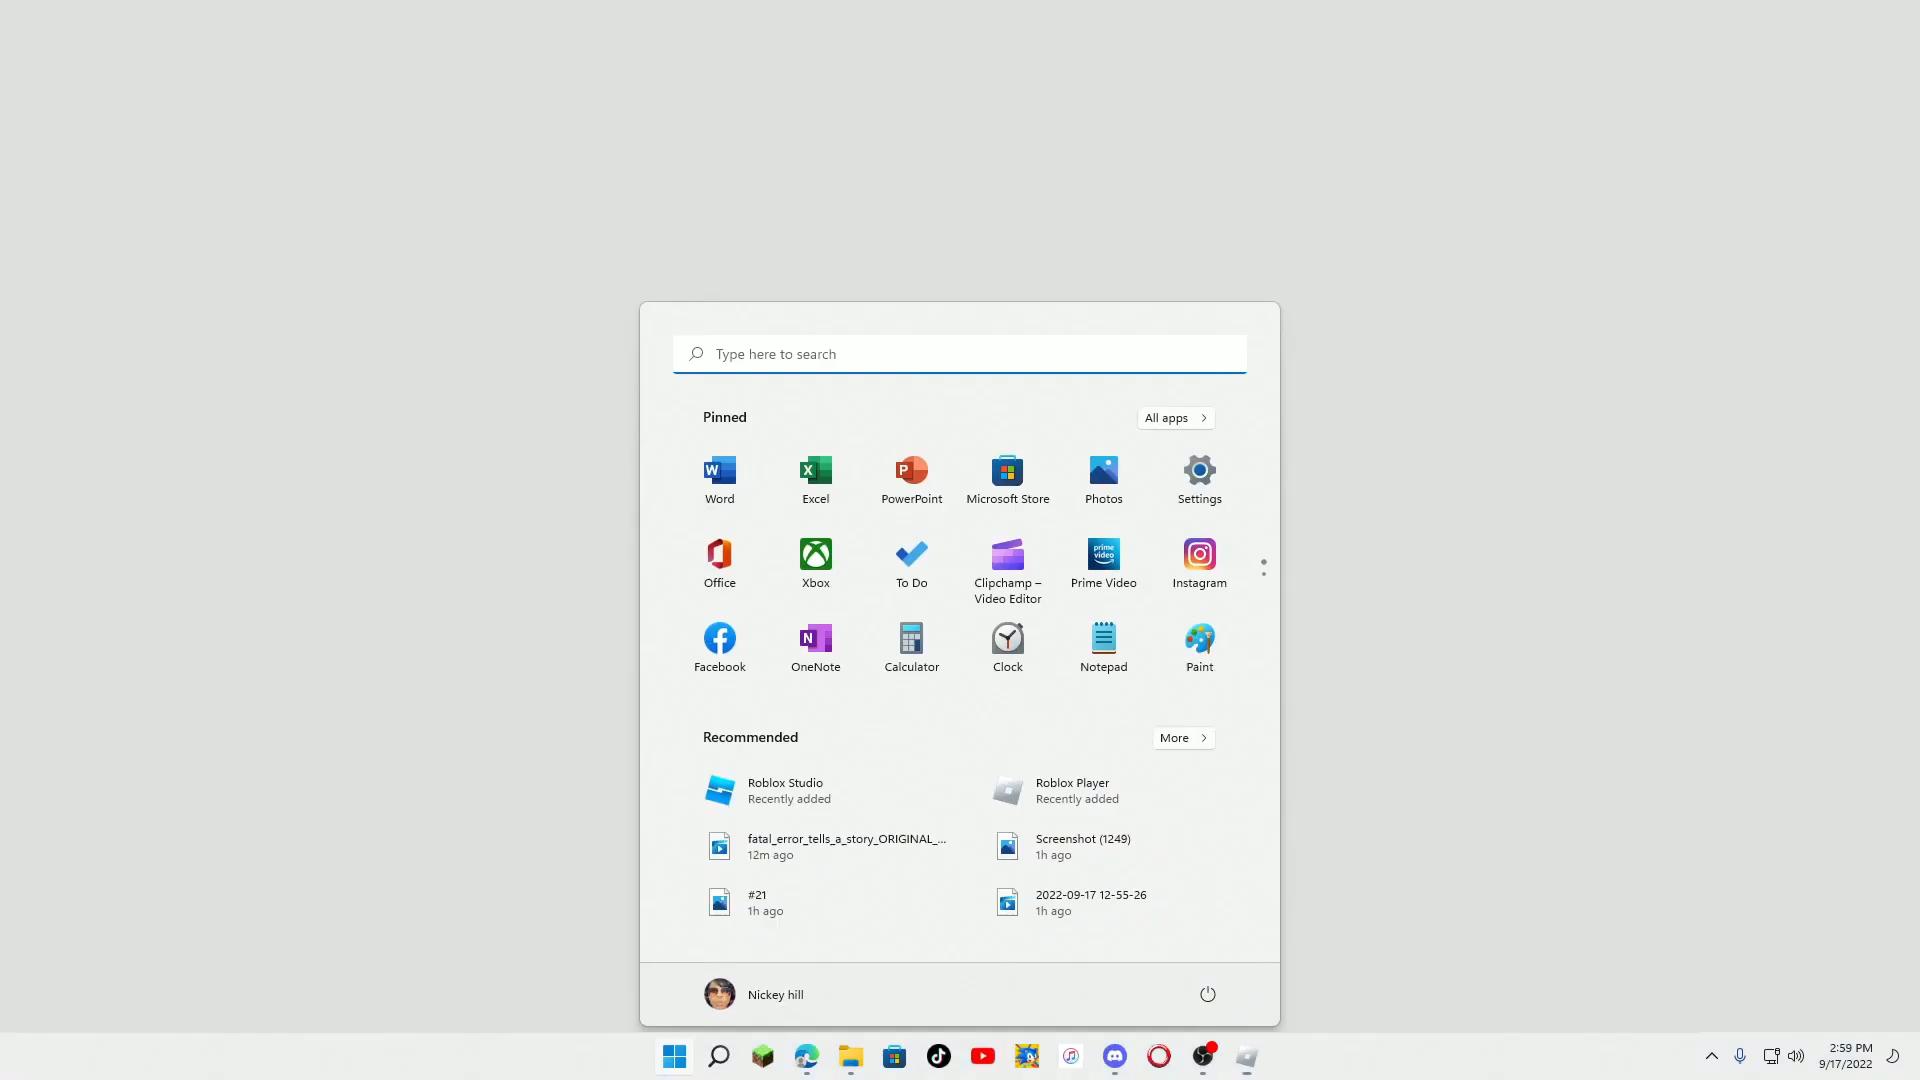 Type here to search
Pinned
All apps
Word
Excel
PowerPoint
Microsoft Store
Photos
Settings
Office
Xbox
To Do
Clipchamp –
Video Editor
prime
video
Prime Video
Instagram
Facebook
OneNote
Calculator
Clock
Notepad
Paint
Recommended
More
Roblox Studio
Recently added
Roblox Player
Recently added
fatal_error_tells_a_story_ORIGINAL_...
12m ago
Screenshot (1249)
1h ago
#21
1h ago
2022-09-17 12-55-26
1h ago
Nickey hill
2:59 PM
9/17/2022